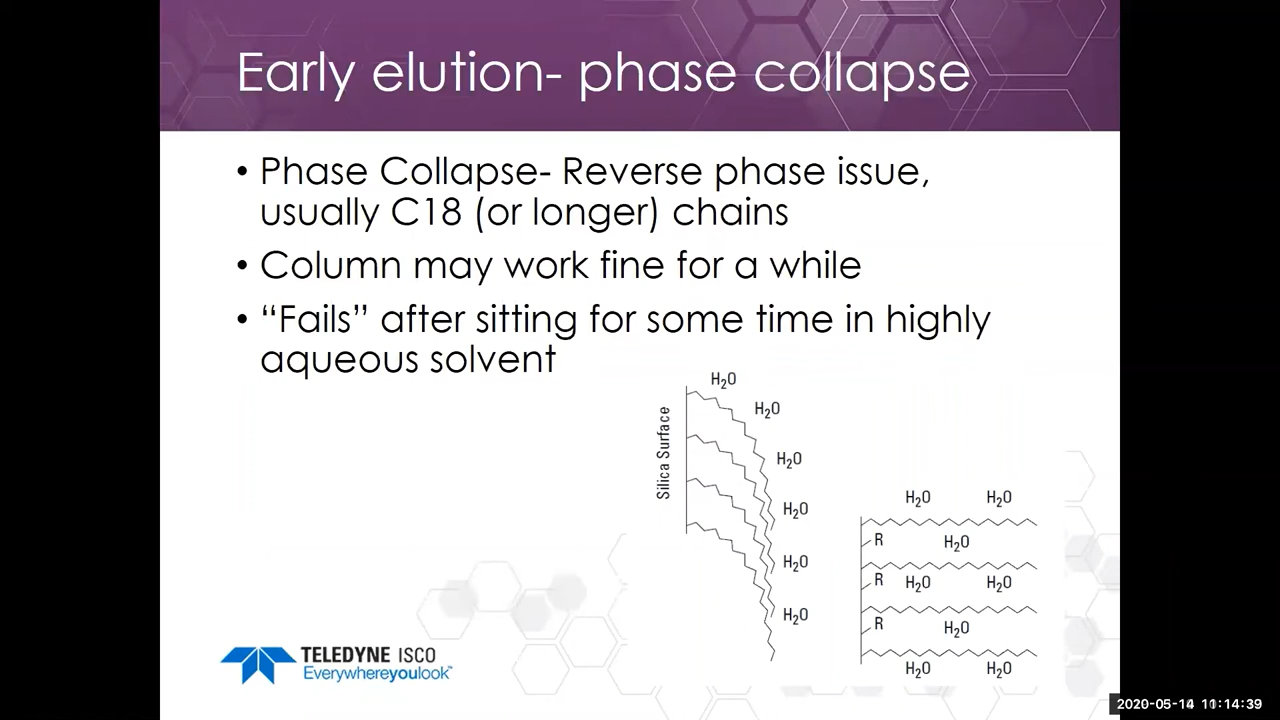 Early elution- phase collapse
• Phase Collapse- Reverse phase issue,
usually C18 (or longer) chains
• Column may work fine for a while
• “Fails” after sitting for some time in highly
aqueous solvent
Silica Surface
H₂O
H₂O
H₂O
H₂O
H₂O
H₂O
H₂O H₂O
R H₂O
R H₂O H₂O
R H₂O
H₂O H₂O
TELEDYNE ISCO
Everywhereyoulook™
2020-05-14 11:14:39